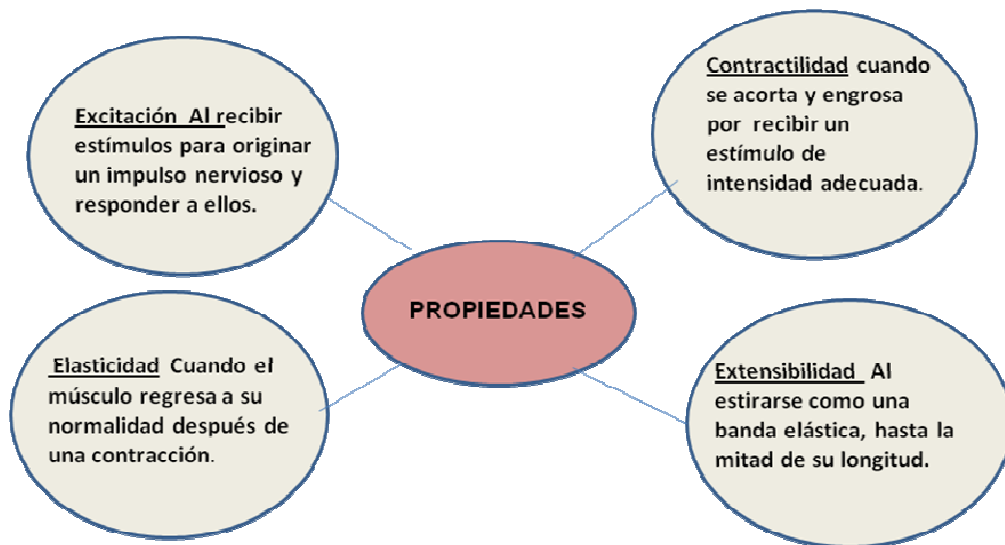 Excitación Al recibir
estímulos para originar
un impulso nervioso y
responder a ellos.
Contractilidad cuando
se acorta y engrosa
por recibir un
estímulo de
intensidad adecuada.
PROPIEDADES
Elasticidad Cuando el
músculo regresa a su
normalidad después de
una contracción.
Extensibilidad Al
estirarse como una
banda elástica, hasta la
mitad de su longitud.